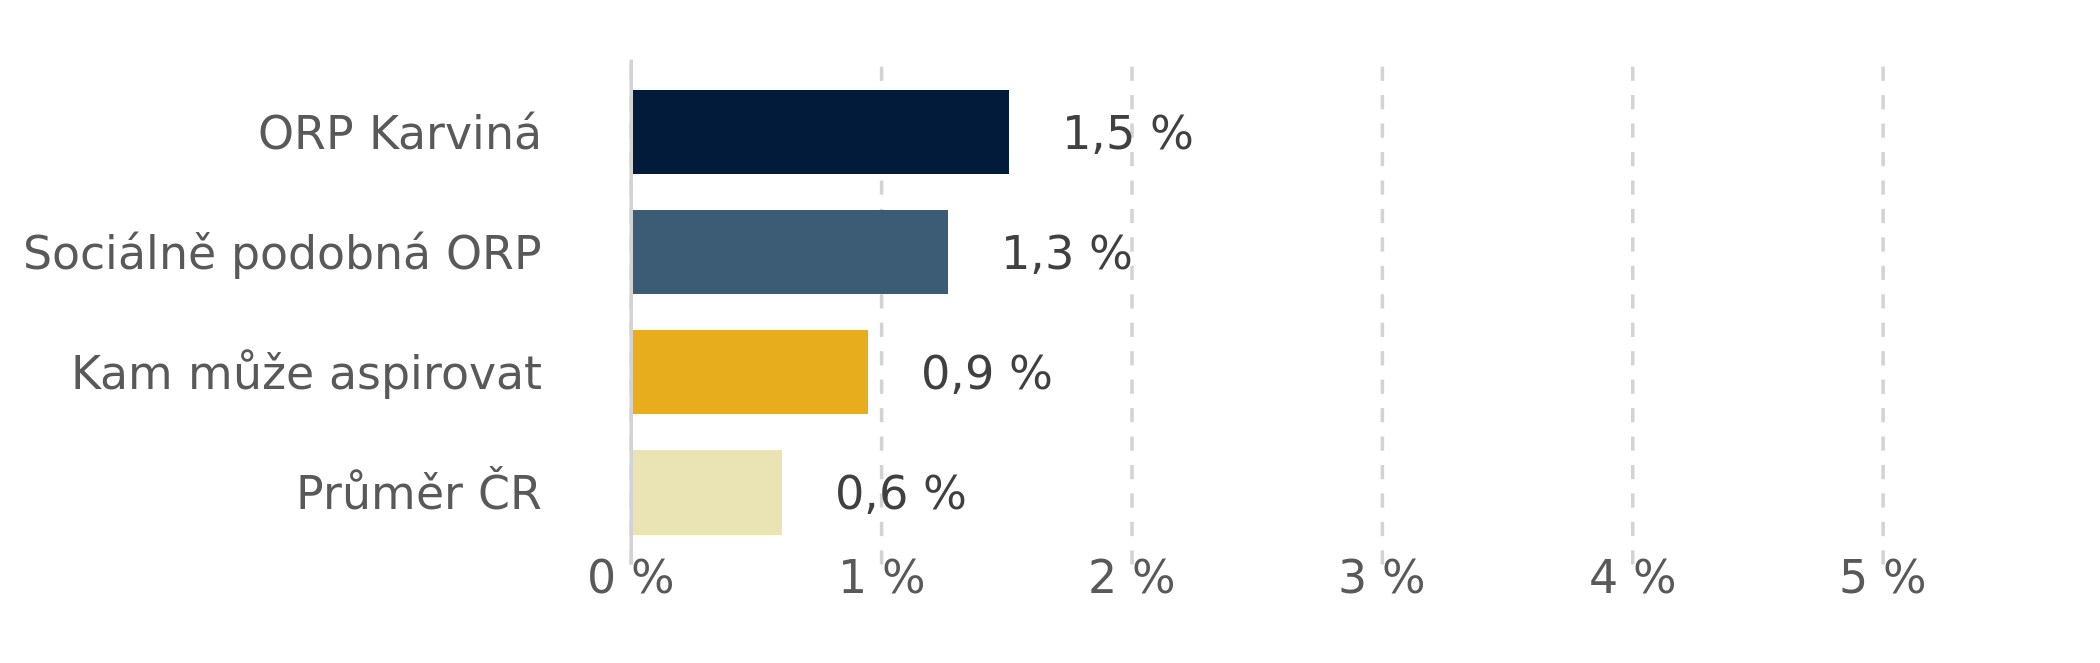 ORP Karviná 1,5 %
Sociálně podobná ORP 1,3 %
Kam může aspirovat 0,9 %
Průměr ČR 0,6 %
0 % 1 % 2 % 3 % 4 % 5 %